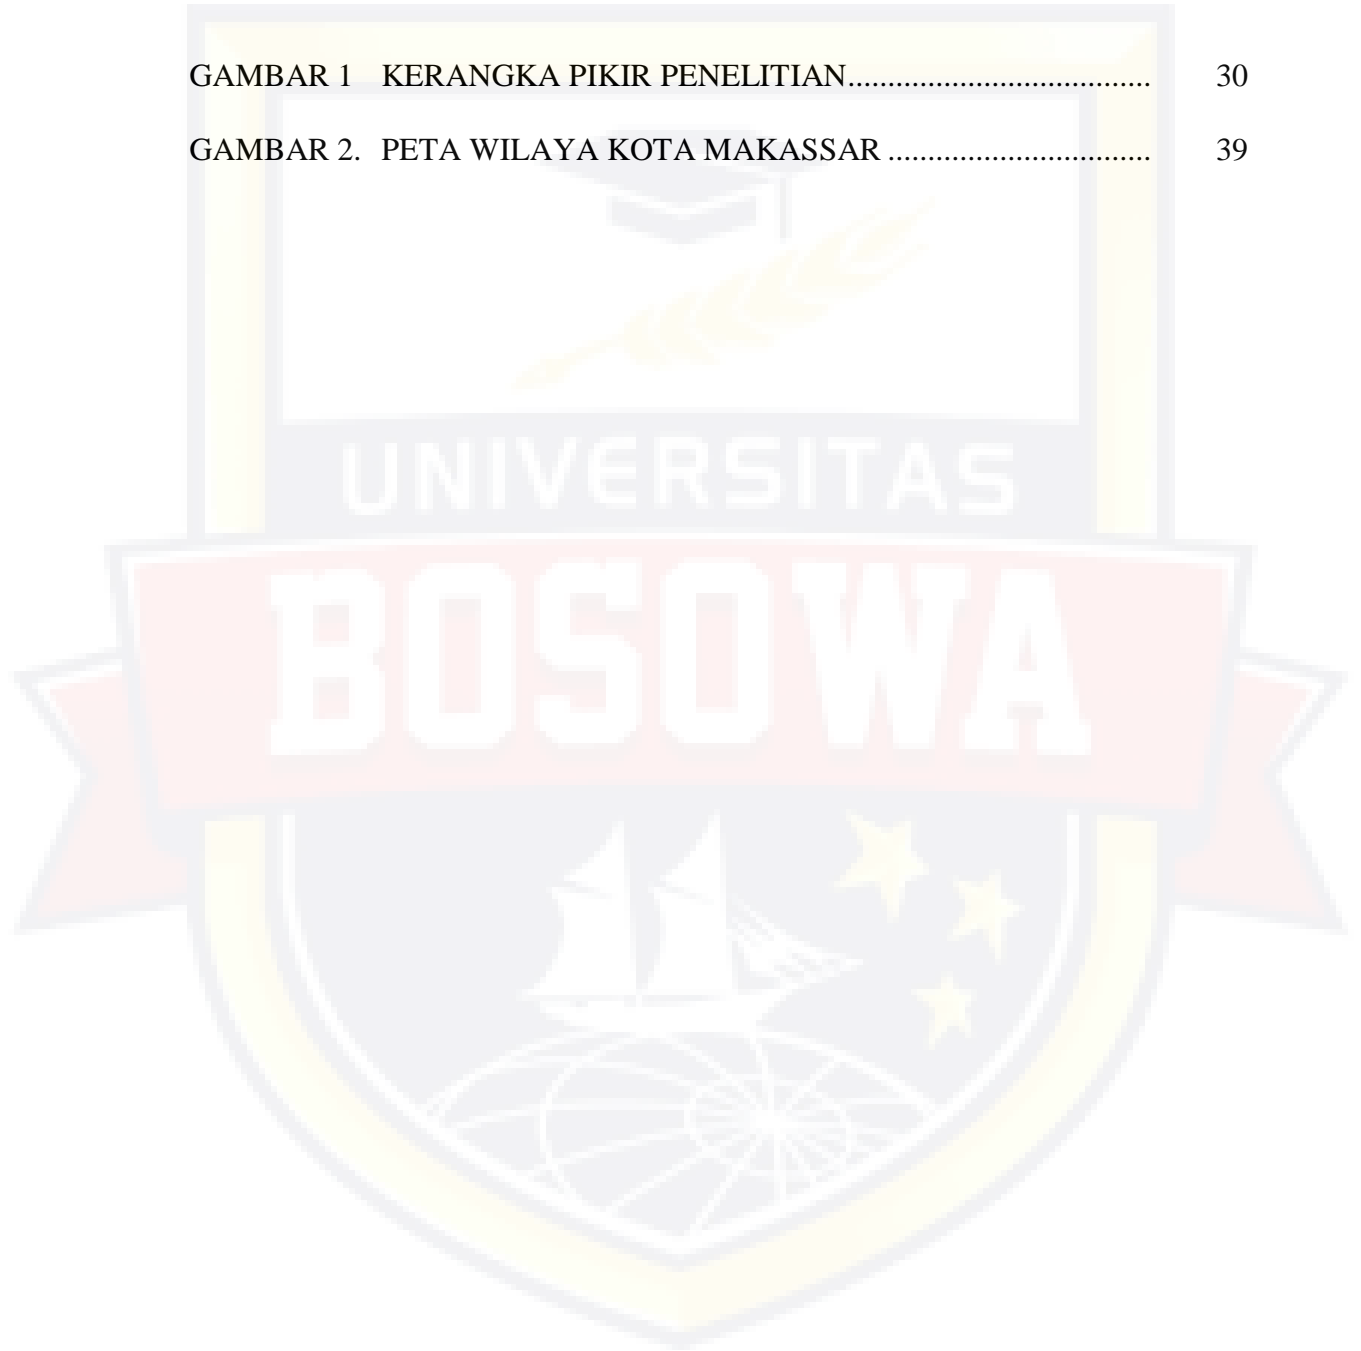 GAMBAR 1 KERANGKA PIKIR PENELITIAN...................................... 30
GAMBAR 2. PETA WILAYA KOTA MAKASSAR ................................. 39
UNIVERSITAS
BOSOWA